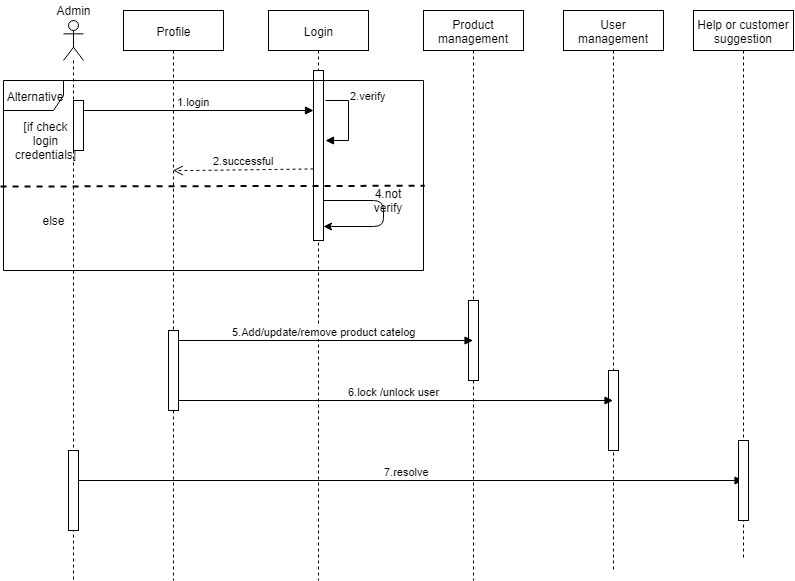 Admin
Profile
Login
Product
management
User
management
Help or customer
suggestion
Alternative
[if check
login
credentials]
1.login
2.verify
2.successful
4.not
verify
else
5.Add/update/remove product catelog
6.lock /unlock user
7.resolve